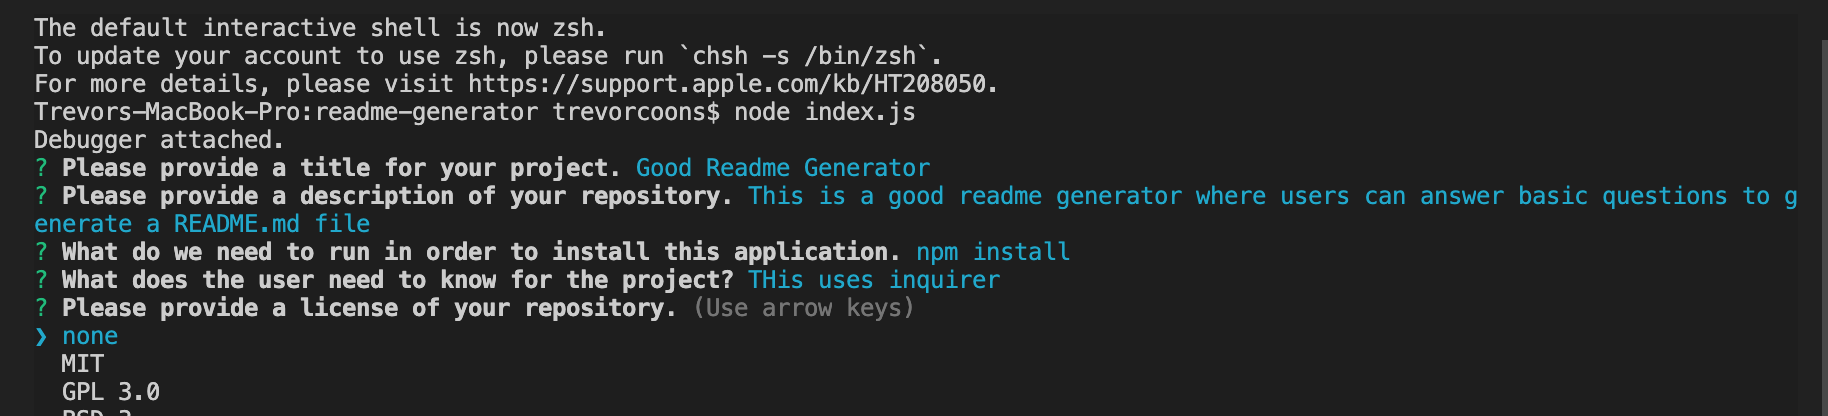 The default interactive shell is now zsh.
To update your account to use zsh, please run `chsh -s /bin/zsh`.
For more details, please visit https://support.apple.com/kb/HT208050.
Trevors-MacBook-Pro:readme-generator trevorcoons$ node index.js
Debugger attached.
? Please provide a title for your project. Good Readme Generator
? Please provide a description of your repository. This is a good readme generator where users can answer basic questions to g
enerate a README.md file
? What do we need to run in order to install this application. npm install
? What does the user need to know for the project? THis uses inquirer
? Please provide a license of your repository. (Use arrow keys)
❯ none
MIT
GPL 3.0
BSD 3